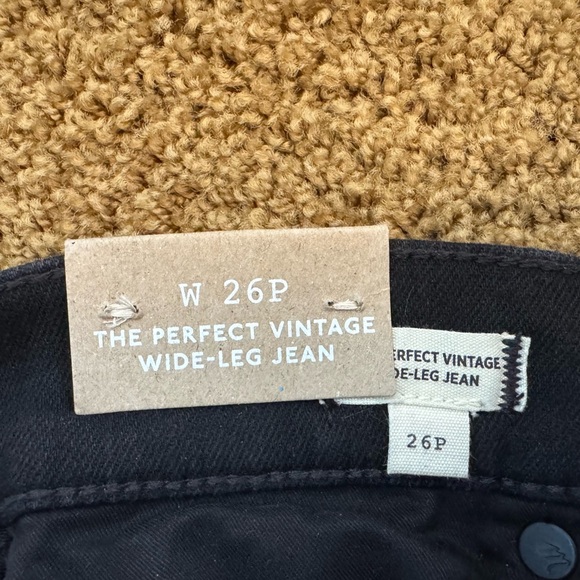 W 26P
THE PERFECT VINTAGE
WIDE-LEG JEAN
ERFECT VINTAGE
DE-LEG JEAN
26P